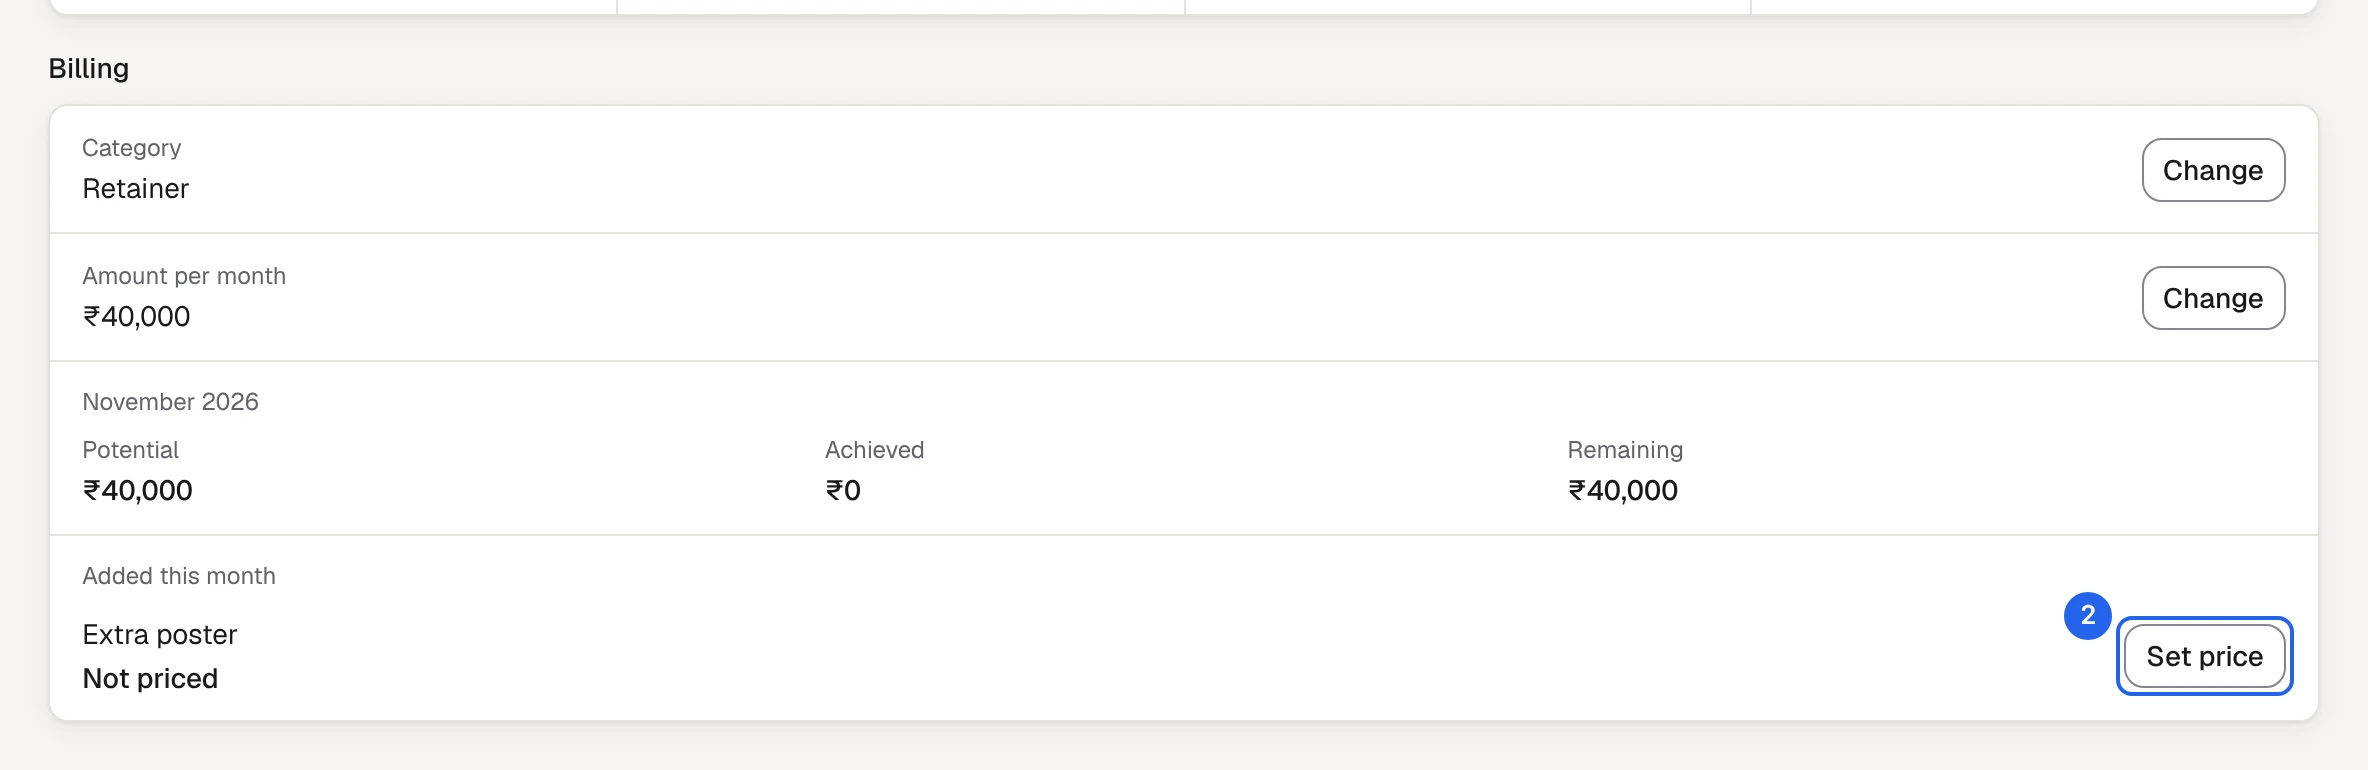 Billing
Category
Retainer
Change
Amount per month
₹40,000
Change
November 2026
Potential
Achieved
Remaining
₹40,000
₹0
₹40,000
Added this month
Extra poster
Not priced
2
Set price